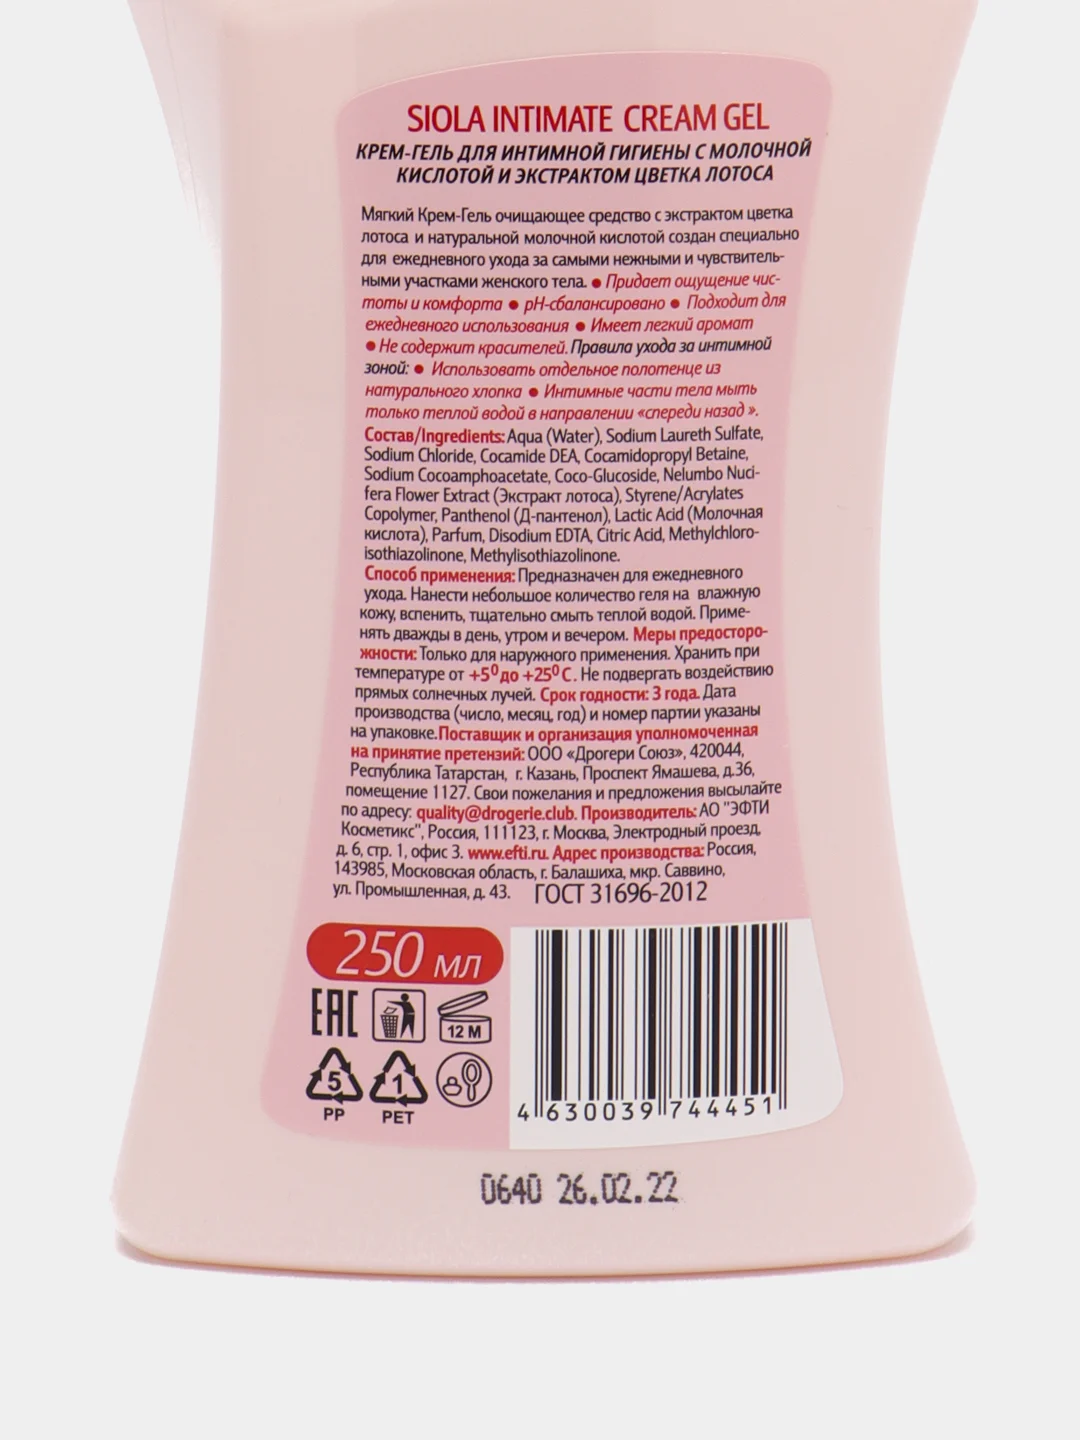 SIOLA INTIMATE CREAM GEL
КРЕМ-ГЕЛЬ ДЛЯ ИНТИМНОЙ ГИГИЕНЫ С МОЛОЧНОЙ
КИСЛОТОЙ И ЭКСТРАКТОМ ЦВЕТКА ЛОТОСА
Мягкий Крем-Гель очищающее средство с экстрактом цветка
лотоса и натуральной молочной кислотой создан специально
для ежедневного ухода за самыми нежными и чувствитель-
ными участками женского тела. ● Придает ощущение чис-
тоты и комфорта ● pH-сбалансировано ● Подходит для
ежедневного использования ● Имеет легкий аромат
● Не содержит красителей. Правила ухода за интимной
зоной: ● Использовать отдельное полотенце из
натурального хлопка ● Интимные части тела мыть
только теплой водой в направлении «спереди назад ».
Состав/Ingredients: Aqua (Water), Sodium Laureth Sulfate,
Sodium Chloride, Cocamide DEA, Cocamidopropyl Betaine,
Sodium Cocoamphoacetate, Coco-Glucoside, Nelumbo Nuci-
fera Flower Extract (Экстракт лотоса), Styrene/Acrylates
Copolymer, Panthenol (Д-пантенол), Lactic Acid (Молочная
кислота), Parfum, Disodium EDTA, Citric Acid, Methylchloro-
isothiazolinone, Methylisothiazolinone.
Способ применения: Предназначен для ежедневного
ухода. Нанести небольшое количество геля на влажную
кожу, вспенить, тщательно смыть теплой водой. Приме-
нять дважды в день, утром и вечером. Меры предосторо-
жности: Только для наружного применения. Хранить при
температуре от +5⁰ до +25⁰ С. Не подвергать воздействию
прямых солнечных лучей. Срок годности: 3 года. Дата
производства (число, месяц, год) и номер партии указаны
на упаковке. Поставщик и организация уполномоченная
на принятие претензий: ООО «Дрогери Союз», 420044,
Республика Татарстан, г. Казань, Проспект Ямашева, д.36,
помещение 1127. Свои пожелания и предложения высылайте
по адресу: quality@drogerie.club. Производитель: АО "ЭФТИ
Косметикс", Россия, 111123, г. Москва, Электродный проезд,
д. 6, стр. 1, офис 3. www.efti.ru. Адрес производства: Россия,
143985, Московская область, г. Балашиха, мкр. Саввино,
ул. Промышленная, д. 43. ГОСТ 31696-2012
250 мл
EAC
12 M
5
PP
1
PET
4 630039 744451
0640 26.02.22